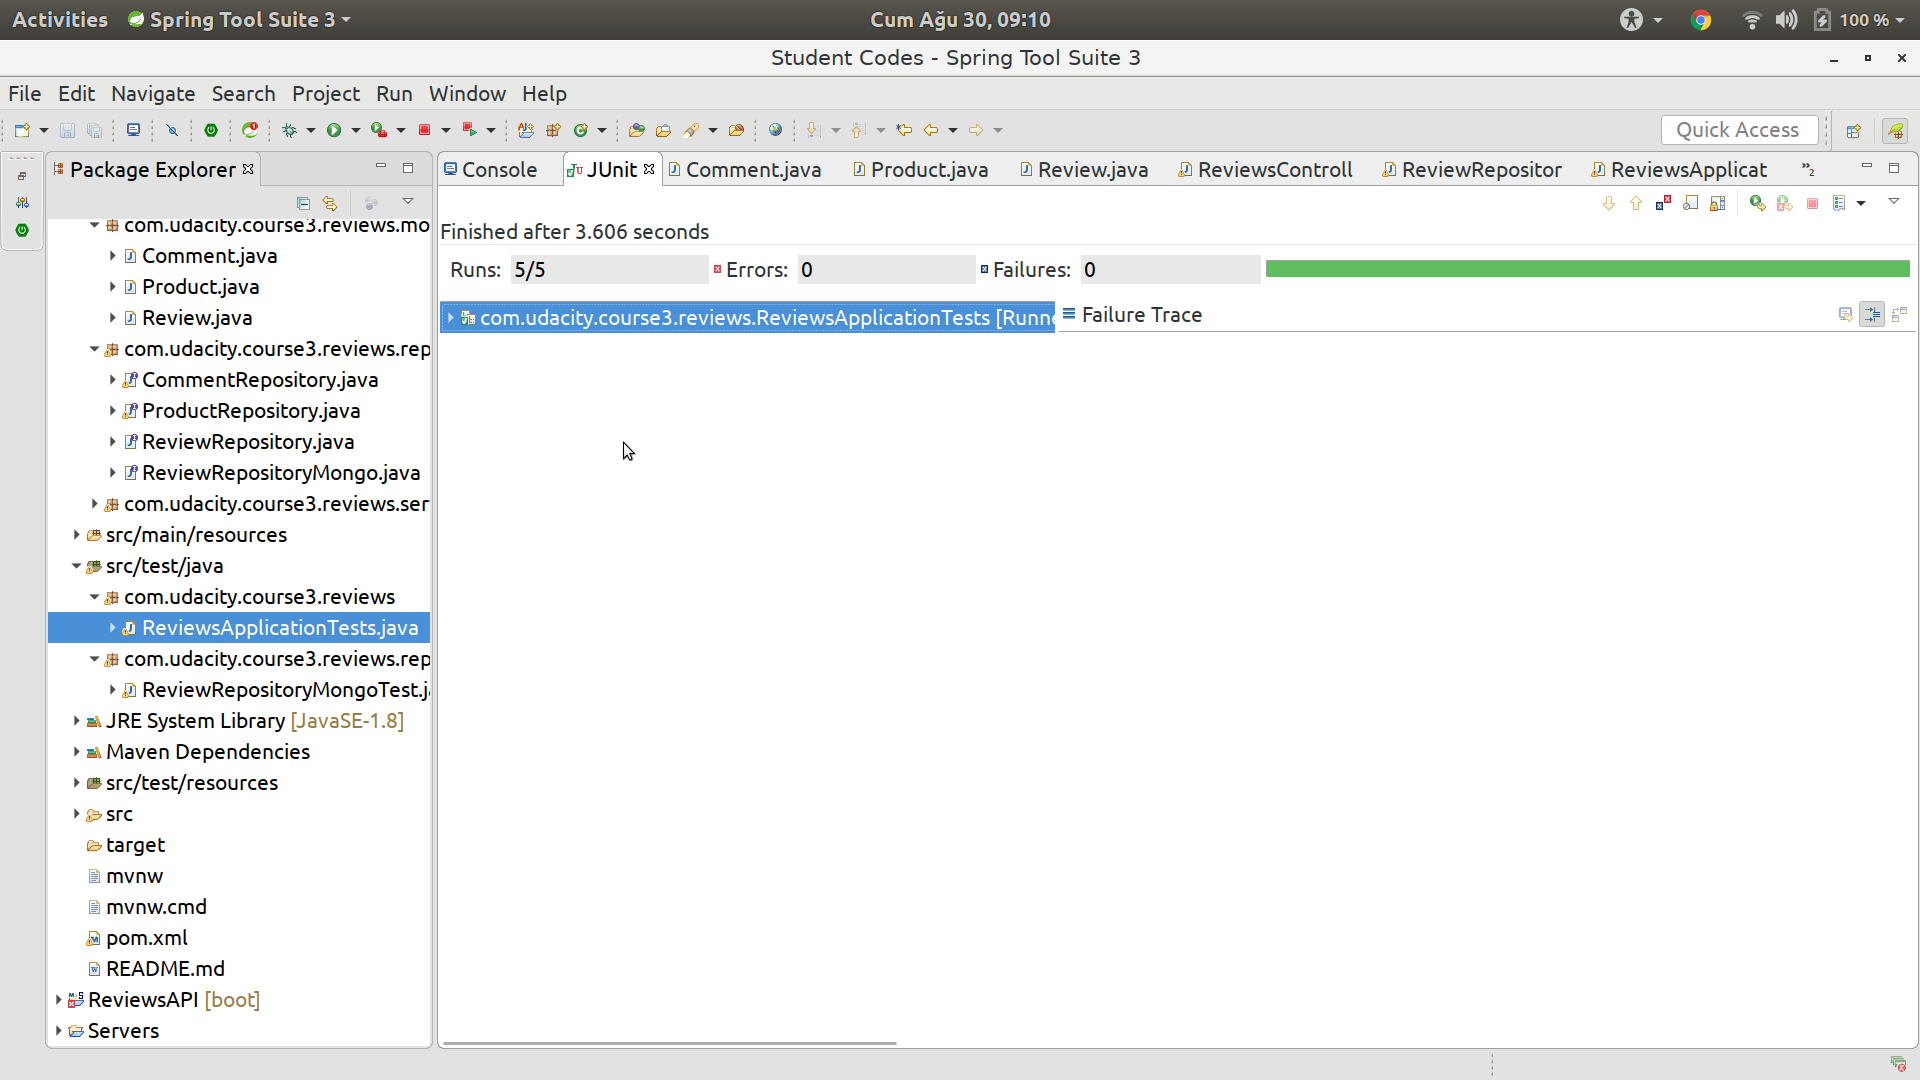 Activities Spring Tool Suite 3 Cum Ağu 30, 09:10 100 %
Student Codes - Spring Tool Suite 3
File Edit Navigate Search Project Run Window Help
Quick Access
Package Explorer
Console JUnit Comment.java Product.java Review.java ReviewsControll ReviewRepositor ReviewsApplicat »2
com.udacity.course3.reviews.mo
Comment.java
Product.java
Review.java
com.udacity.course3.reviews.rep
CommentRepository.java
ProductRepository.java
ReviewRepository.java
ReviewRepositoryMongo.java
com.udacity.course3.reviews.ser
src/main/resources
src/test/java
com.udacity.course3.reviews
ReviewsApplicationTests.java
com.udacity.course3.reviews.rep
ReviewRepositoryMongoTest.ja
JRE System Library [JavaSE-1.8]
Maven Dependencies
src/test/resources
src
target
mvnw
mvnw.cmd
pom.xml
README.md
ReviewsAPI [boot]
Servers
Finished after 3.606 seconds
Runs: 5/5 Errors: 0 Failures: 0
com.udacity.course3.reviews.ReviewsApplicationTests [Runne
Failure Trace